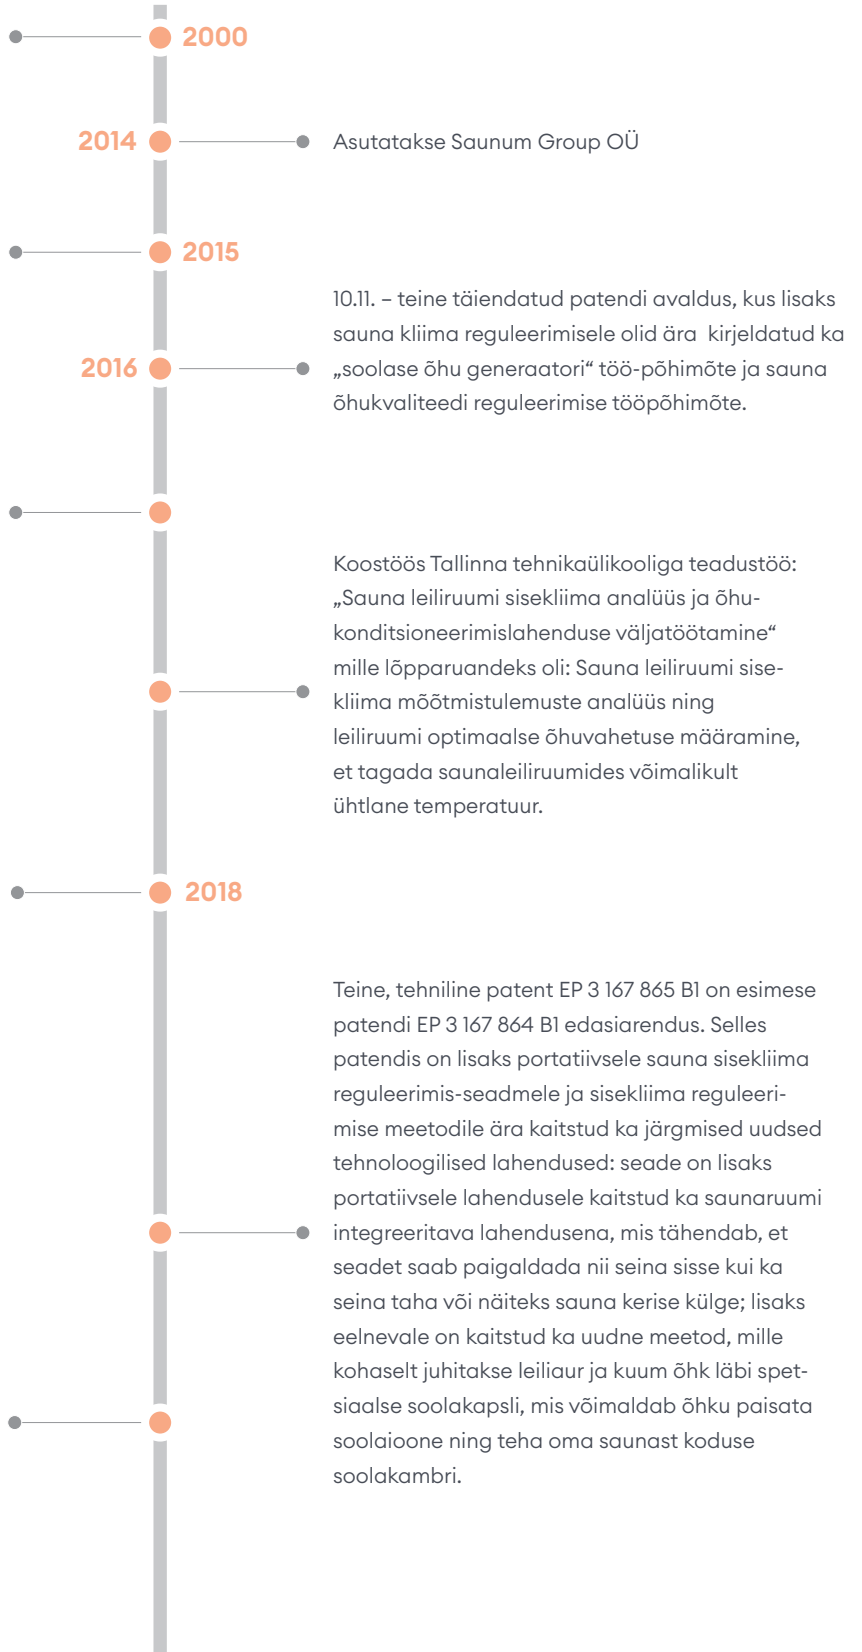 2000
2014
Asutatakse Saunum Group OÜ
2015
10.11. – teine täiendatud patendi avaldus, kus lisaks
sauna kliima reguleerimisele olid ära kirjeldatud ka
2016
„soolase õhu generaatori“ töö-põhimõte ja sauna
õhukvaliteedi reguleerimise tööpõhimõte.
Koostöös Tallinna tehnikaülikooliga teadustöö:
„Sauna leiliruumi sisekliima analüüs ja õhu-
konditsioneerimislahenduse väljatöötamine“
mille lõpparuandeks oli: Sauna leiliruumi sise-
kliima mõõtmistulemuste analüüs ning
leiliruumi optimaalse õhuvahetuse määramine,
et tagada saunaleiliruumides võimalikult
ühtlane temperatuur.
2018
Teine, tehniline patent EP 3 167 865 B1 on esimese
patendi EP 3 167 864 B1 edasiarendus. Selles
patendis on lisaks portatiivsele sauna sisekliima
reguleerimis-seadmele ja sisekliima reguleeri-
mise meetodile ära kaitstud ka järgmised uudsed
tehnoloogilised lahendused: seade on lisaks
portatiivsele lahendusele kaitstud ka saunaruumi
integreeritava lahendusena, mis tähendab, et
seadet saab paigaldada nii seina sisse kui ka
seina taha või näiteks sauna kerise külge; lisaks
eelnevale on kaitstud ka uudne meetod, mille
kohaselt juhitakse leiliaur ja kuum õhk läbi spet-
siaalse soolakapsli, mis võimaldab õhku paisata
soolaioone ning teha oma saunast koduse
soolakambri.